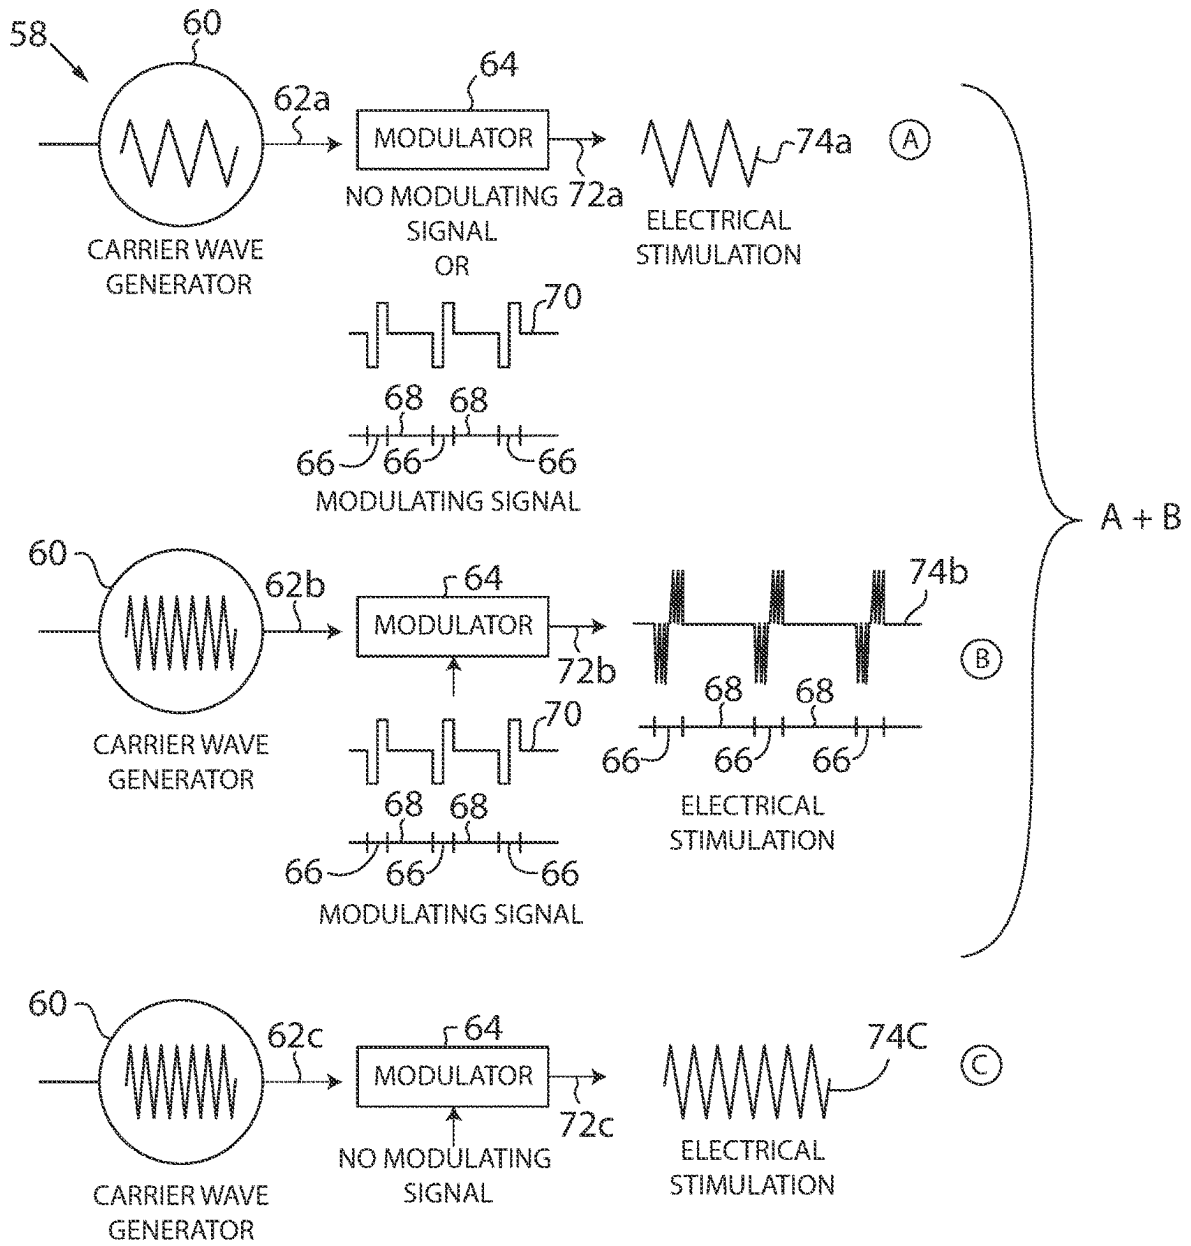 58
60
62a
64
MODULATOR
72a
74a
A
NO MODULATING
SIGNAL
OR
CARRIER WAVE
GENERATOR
ELECTRICAL
STIMULATION
70
68 68
66 66 66
MODULATING SIGNAL
A + B
60
62b
64
MODULATOR
72b
74b
B
68 68
66 66 66
CARRIER WAVE
GENERATOR
70
68 68
66 66 66
MODULATING SIGNAL
ELECTRICAL
STIMULATION
60
62c
64
MODULATOR
72c
74C
C
NO MODULATING
SIGNAL
CARRIER WAVE
GENERATOR
ELECTRICAL
STIMULATION